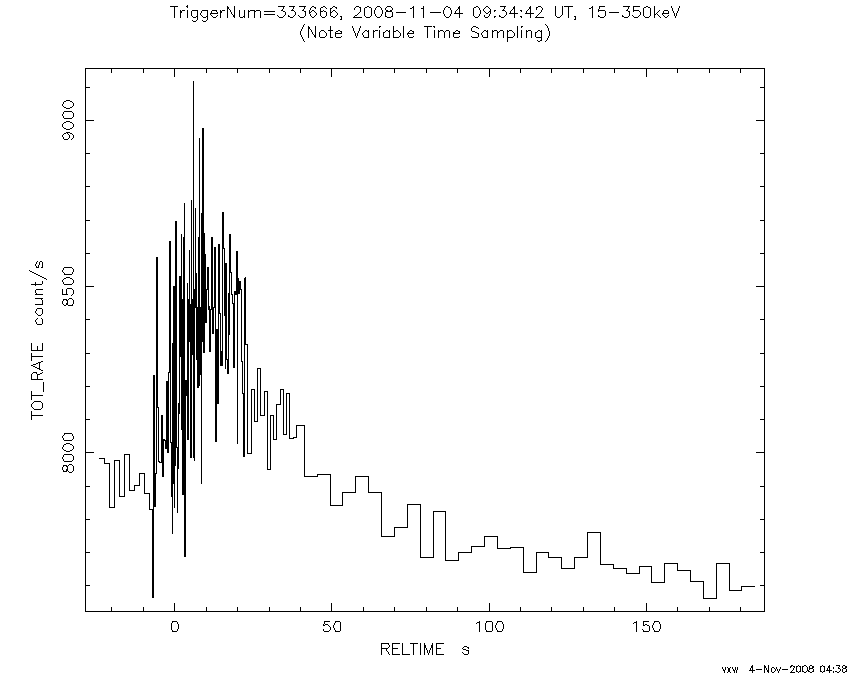 TriggerNum=333666, 2008-11-04 09:34:42 UT, 15-350keV
(Note Variable Time Sampling)
9000
8500
8000
TOT_RATE count/s
0 50 100 150
RELTIME s
vxw 4-Nov-2008 04:38